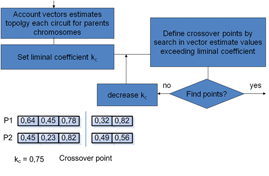 Account vectors estimates
topolgy each circuit for parents
chromosomes
Set liminal coefficient kc
Define crossover points by
search in vector estimate values
exceeding liminal coefficient
decrease kc
no
Find points?
yes
P1 0,64 0,45 0,78 0,32 0,82
P2 0,45 0,23 0,82 0,49 0,56
kc = 0,75 Crossover point